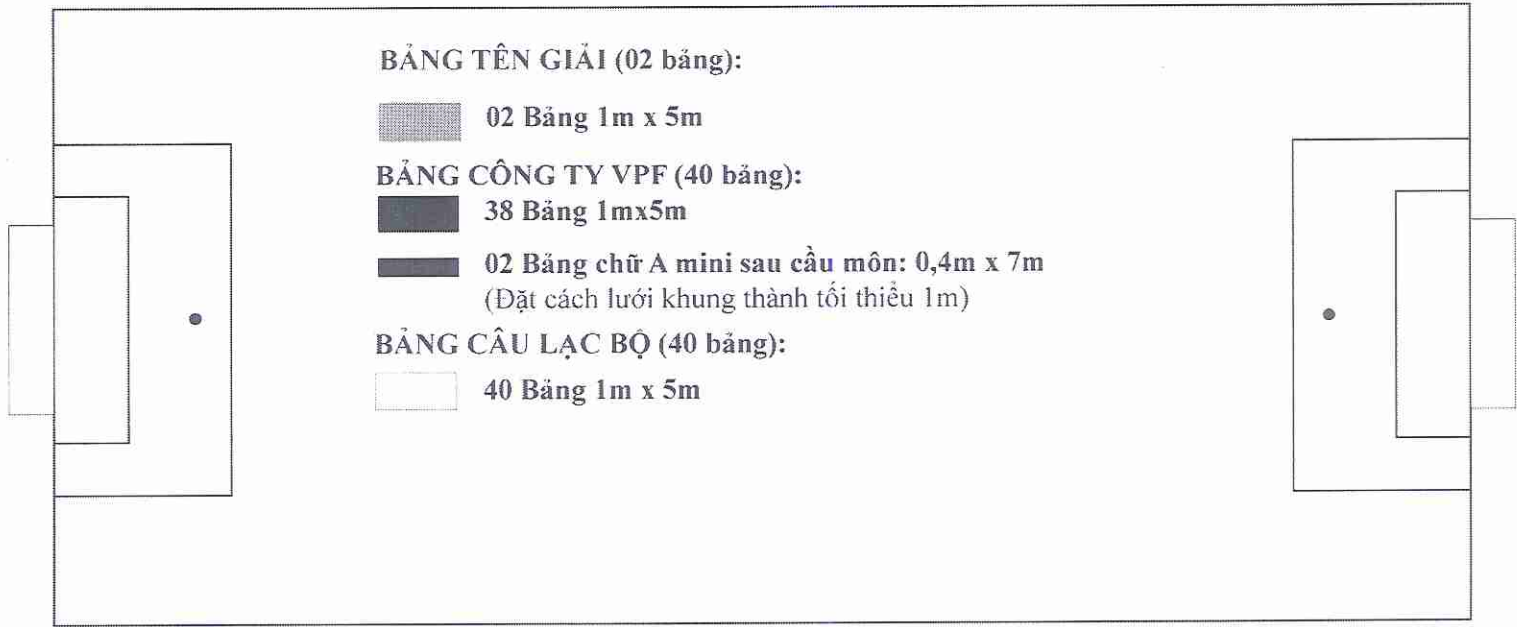 BẢNG TÊN GIẢI (02 bảng):
02 Bảng 1m x 5m
BẢNG CÔNG TY VPF (40 bảng):
38 Bảng 1mx5m
02 Bảng chữ A mini sau cầu môn: 0,4m x 7m
(Đặt cách lưới khung thành tối thiểu 1m)
BẢNG CÂU LẠC BỘ (40 bảng):
40 Bảng 1m x 5m